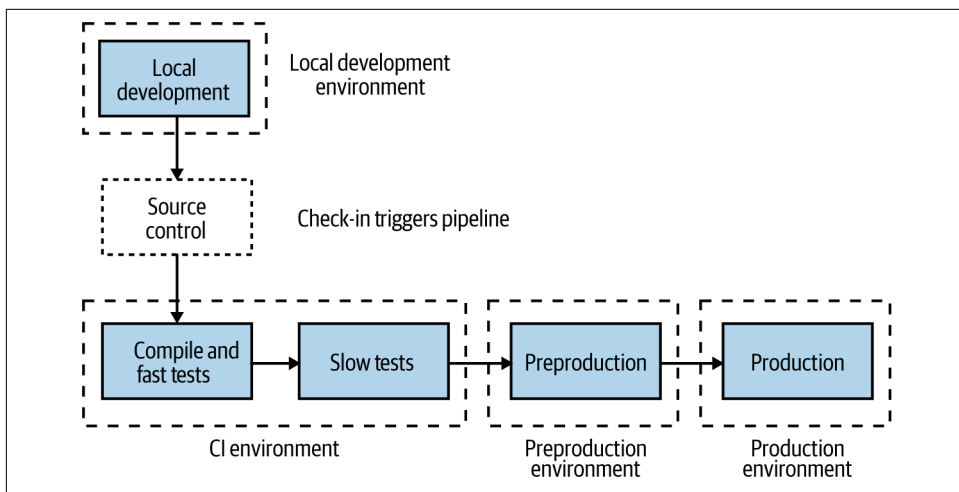 Local
development
Local development
environment
Source
control
Check-in triggers pipeline
Compile and
fast tests
Slow tests
Preproduction
Production
CI environment
Preproduction
environment
Production
environment